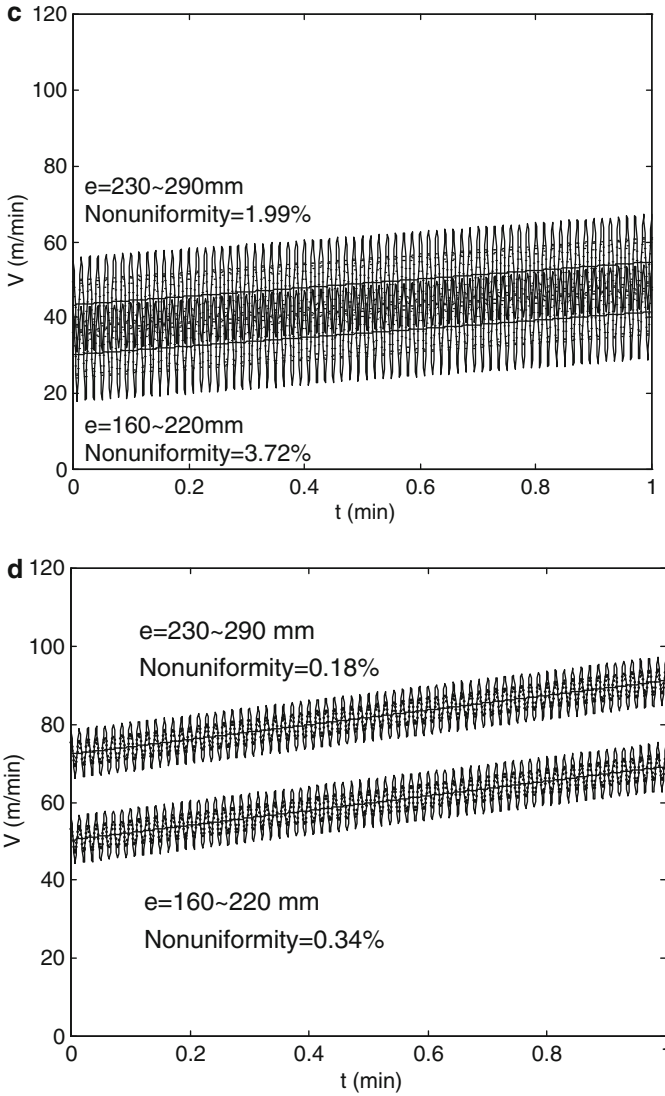 c
120
100
80
60
40
20
0
V (m/min)
e=230~290mm
Nonuniformity=1.99%
e=160~220mm
Nonuniformity=3.72%
0 0.2 0.4 0.6 0.8 1
t (min)
d
120
100
80
60
40
20
0
V (m/min)
e=230~290 mm
Nonuniformity=0.18%
e=160~220 mm
Nonuniformity=0.34%
0 0.2 0.4 0.6 0.8
t (min)